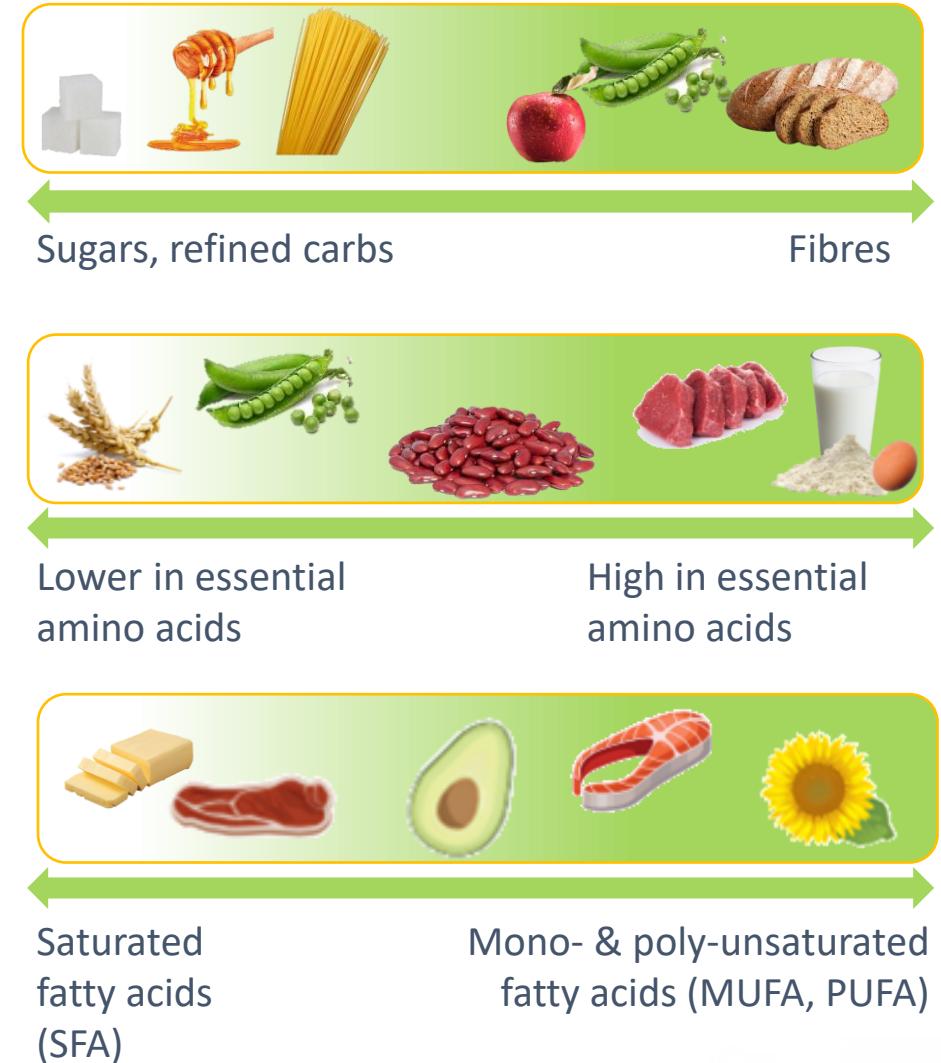 Sugars, refined carbs
Fibres
Lower in essential
amino acids
High in essential
amino acids
Saturated
fatty acids
(SFA)
Mono- & poly-unsaturated
fatty acids (MUFA, PUFA)